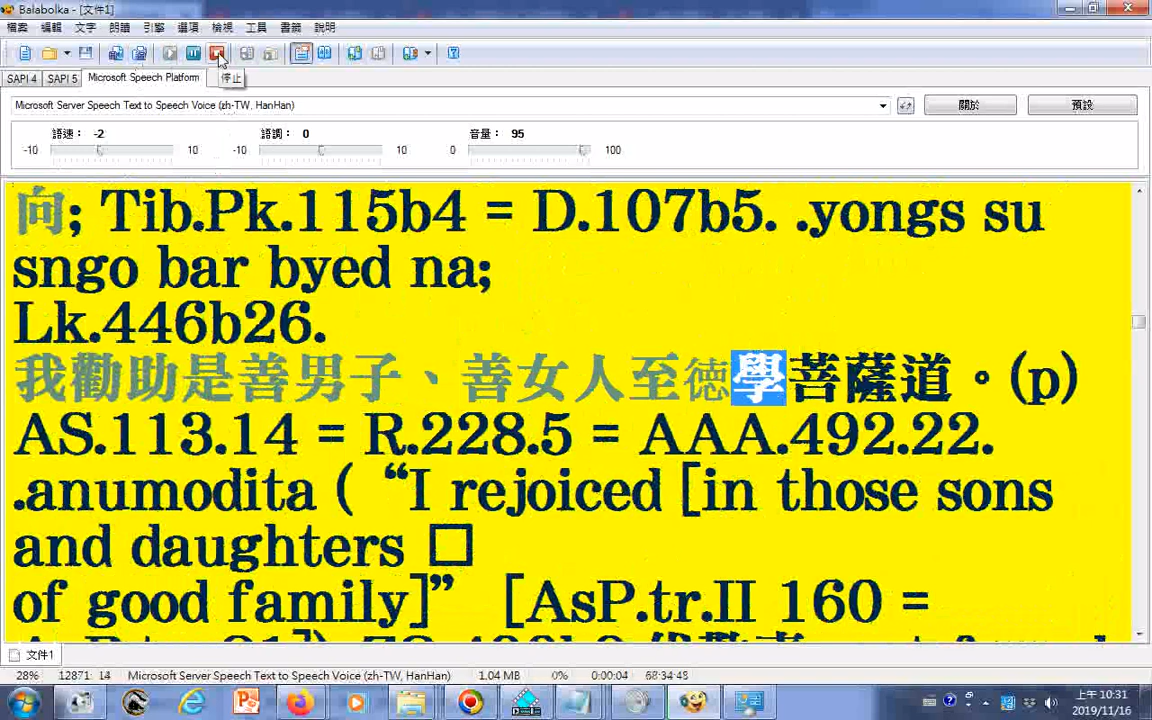 Balabolka - [文件1]
檔案 編輯 文字 朗讀 引擎 選項 檢視 工具 書籤 說明
SAPI 4 SAPI 5 Microsoft Speech Platform 停止
Microsoft Server Speech Text to Speech Voice (zh-TW, HanHan) 關於 預設
語速： -2 語調： 0 音量： 95
-10 10 -10 10 0 100
向; Tib.Pk.115b4 = D.107b5. .yongs su
sngo bar byed na;
Lk.446b26.
我勸助是善男子、善女人至徳學菩薩道。(p)
AS.113.14 = R.228.5 = AAA.492.22.
.anumodita (“I rejoiced [in those sons
and daughters □
of good family]” [AsP.tr.II 160 =
文件1
28% 12871: 14 Microsoft Server Speech Text to Speech Voice (zh-TW, HanHan) 1.04 MB 0% 0:00:04 68:34:48
上午 10:31
2019/11/16